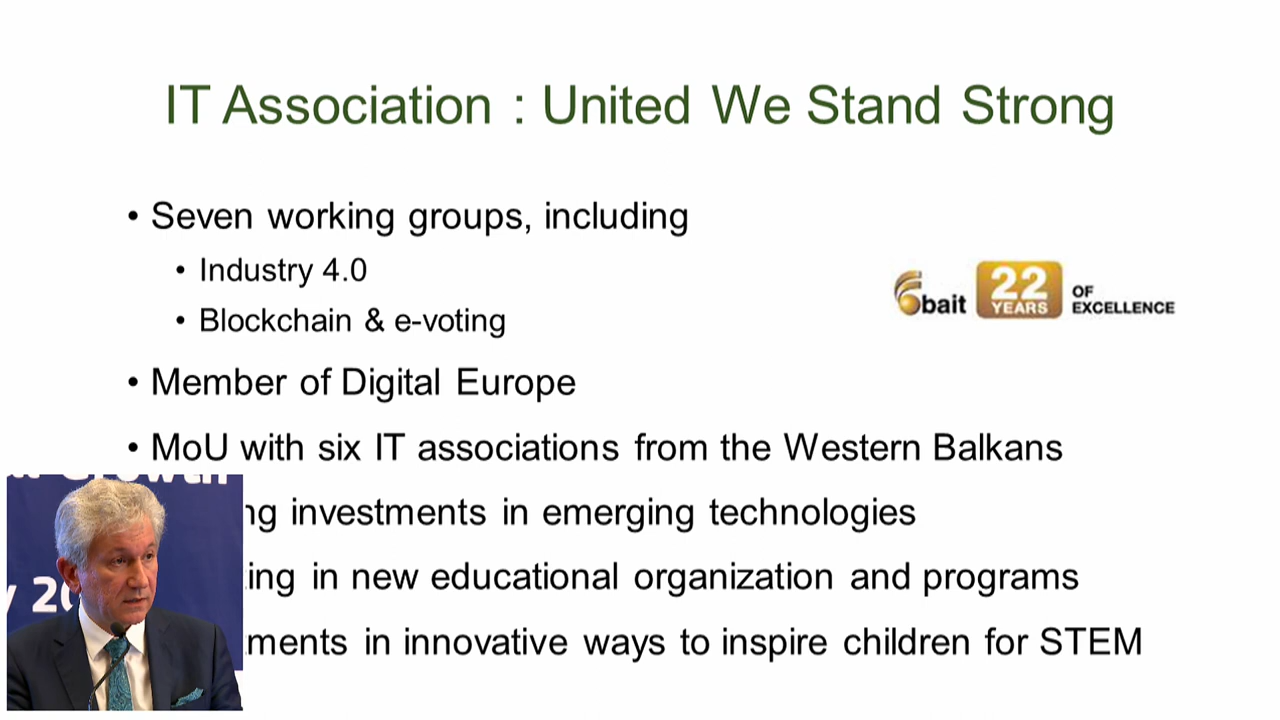 IT Association : United We Stand Strong
• Seven working groups, including
• Industry 4.0
• Blockchain & e-voting
bait 22 YEARS OF EXCELLENCE
• Member of Digital Europe
• MoU with six IT associations from the Western Balkans
investments in emerging technologies
in new educational organization and programs
in innovative ways to inspire children for STEM